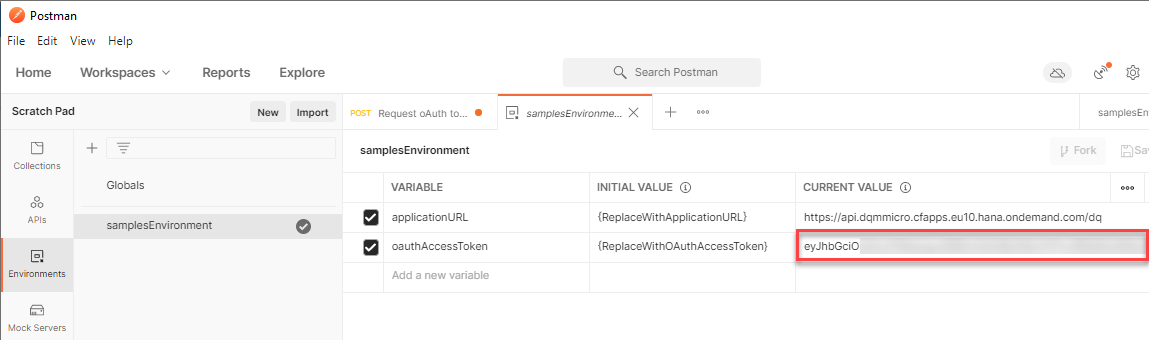 Postman
File Edit View Help
Home Workspaces Reports Explore Search Postman
Scratch Pad New Import
POST Request oAuth to... samplesEnvironme...
samplesEn
Collections
APIs
Environments
Mock Servers
Globals
samplesEnvironment
samplesEnvironment Fork Sav
VARIABLE INITIAL VALUE CURRENT VALUE
applicationURL {ReplaceWithApplicationURL} https://api.dqmmicro.cfapps.eu10.hana.ondemand.com/dq
oauthAccessToken {ReplaceWithOAuthAccessToken} eyJhbGciO
Add a new variable